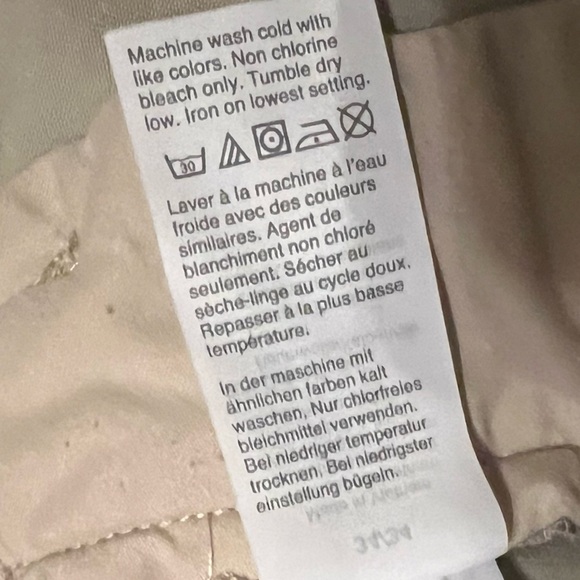 Machine wash cold with
like colors. Non chlorine
bleach only. Tumble dry
low. Iron on lowest setting.
30
Laver à la machine à l'eau
froide avec des couleurs
similaires. Agent de
blanchiment non chloré
seulement. Sécher au
sèche-linge au cycle doux.
Repasser à la plus basse
température.
In der maschine mit
ähnlichen farben kalt
waschen. Nur chlorfreies
bleichmittel verwenden.
Bei niedriger temperatur
trocknen. Bei niedrigster
einstellung bügeln.